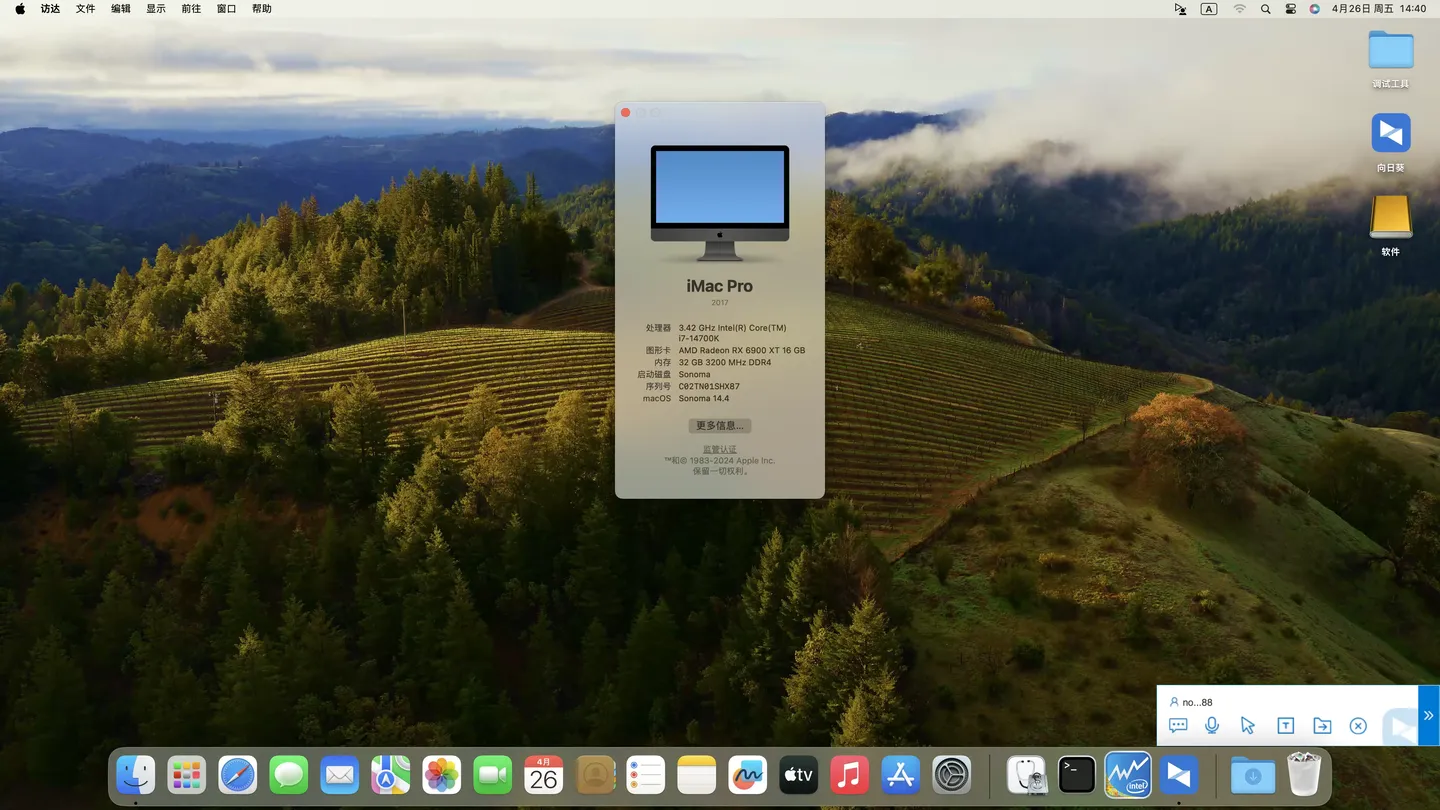 访达 文件 编辑 显示 前往 窗口 帮助 A 4月26日 周五 14:40
调试工具
向日葵
软件
iMac Pro
2017
处理器 3.42 GHz Intel(R) Core(TM)
i7-14700K
图形卡 AMD Radeon RX 6900 XT 16 GB
内存 32 GB 3200 MHz DDR4
启动磁盘 Sonoma
序列号 C02TN01SHX87
macOS Sonoma 14.4
更多信息...
监管认证
™和© 1983-2024 Apple Inc.
保留一切权利。
no...88
T
4月
26
tv
>_
intel